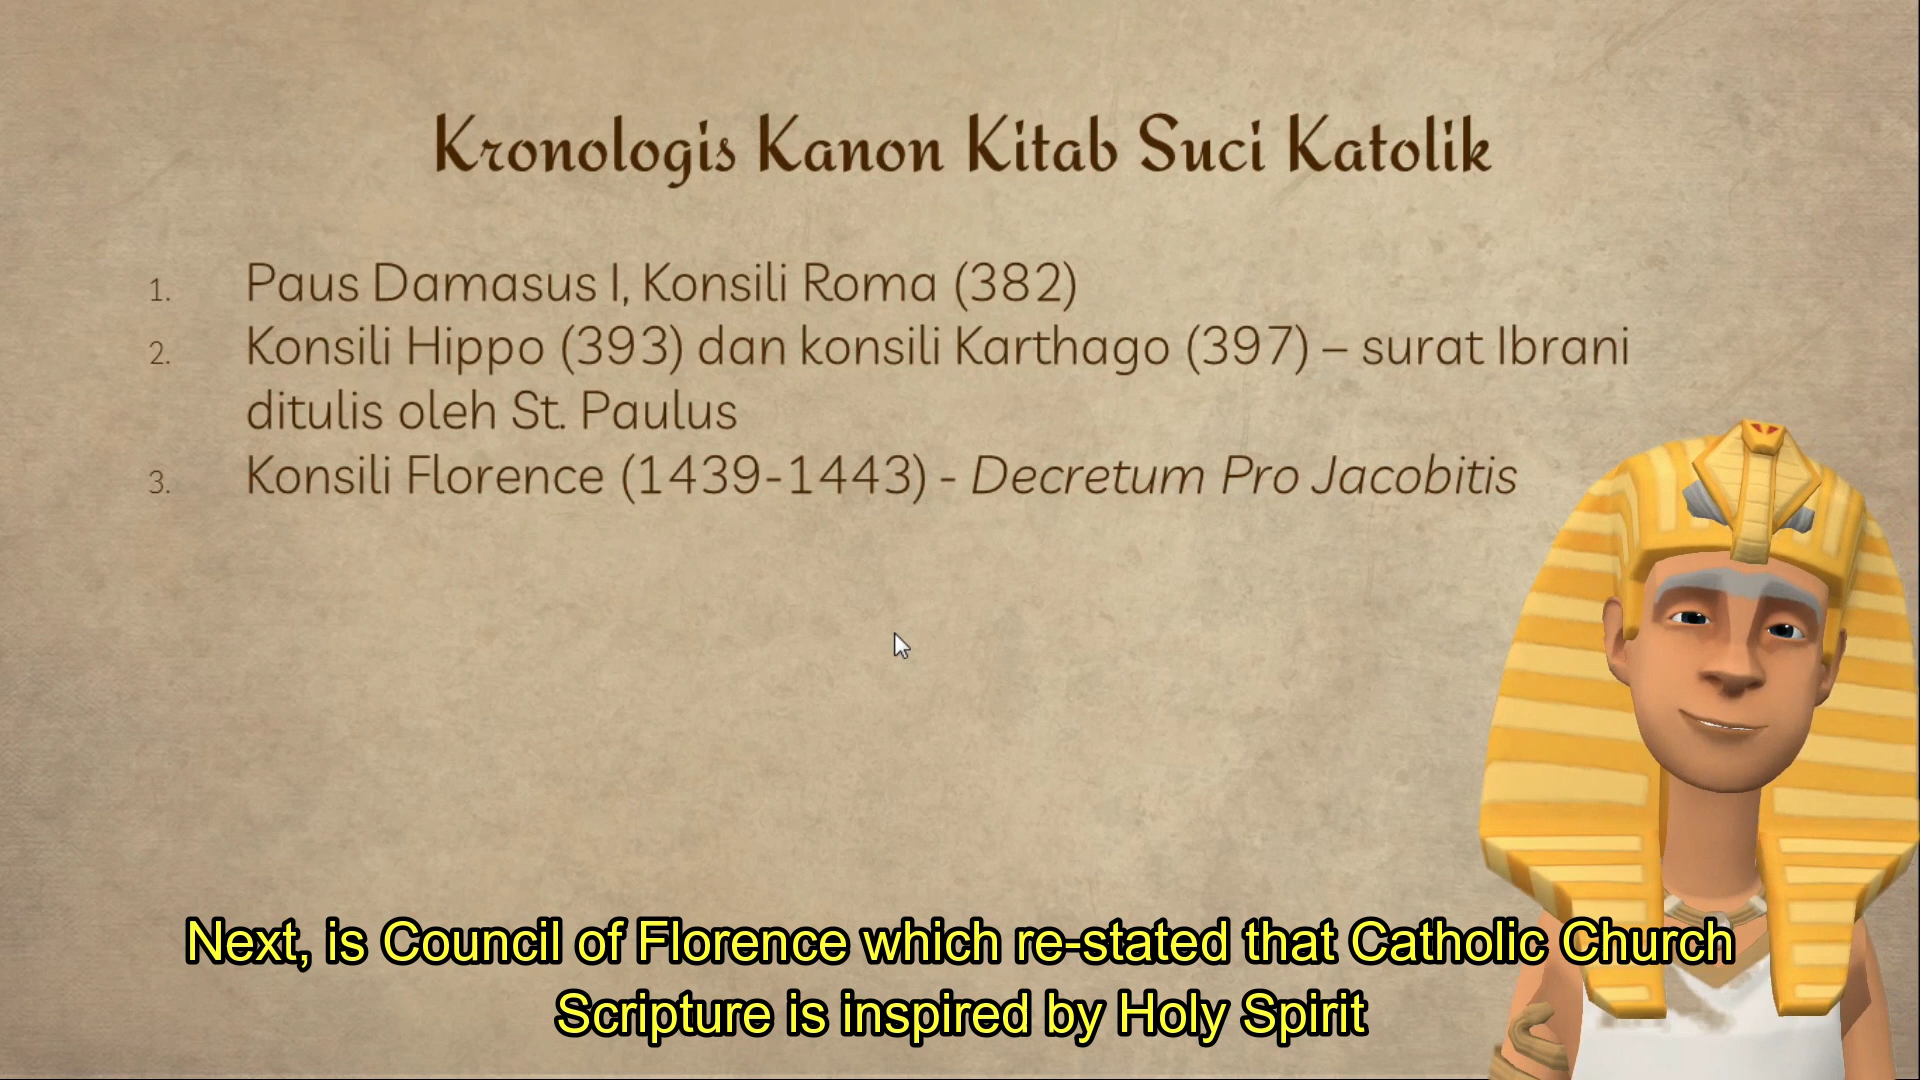 Kronologis Kanon Kitab Suci Katolik
1. Paus Damasus I, Konsili Roma (382)
2. Konsili Hippo (393) dan konsili Karthago (397) – surat Ibrani
ditulis oleh St. Paulus
3. Konsili Florence (1439-1443) - Decretum Pro Jacobitis
Next, is Council of Florence which re-stated that Catholic Church
Scripture is inspired by Holy Spirit